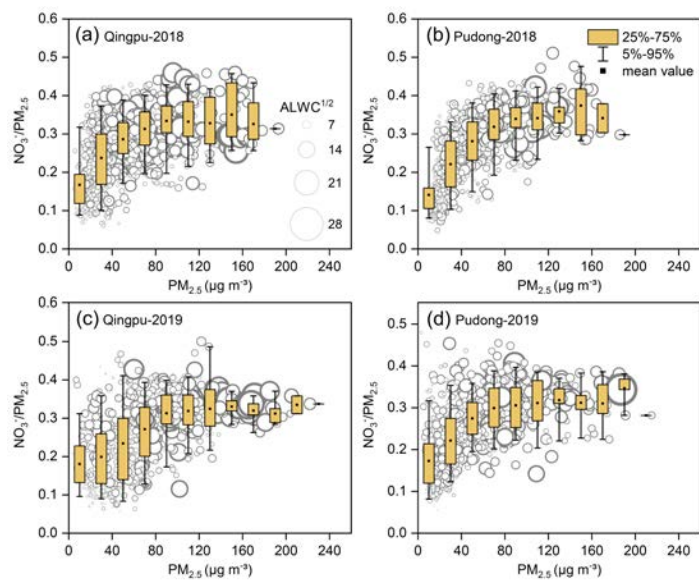 (a) Qingpu-2018
ALWC1/2
7
14
21
28
NO3-/PM2.5
0.6
0.5
0.4
0.3
0.2
0.1
0.0
0 40 80 120 160 200 240
PM2.5 (μg m-3)
(b) Pudong-2018
25%-75%
5%-95%
mean value
NO3-/PM2.5
0.6
0.5
0.4
0.3
0.2
0.1
0.0
0 40 80 120 160 200 240
PM2.5 (μg m-3)
(c) Qingpu-2019
NO3-/PM2.5
0.5
0.4
0.3
0.2
0.1
0.0
0 40 80 120 160 200 240
PM2.5 (μg m-3)
(d) Pudong-2019
NO3-/PM2.5
0.5
0.4
0.3
0.2
0.1
0.0
0 40 80 120 160 200 240
PM2.5 (μg m-3)